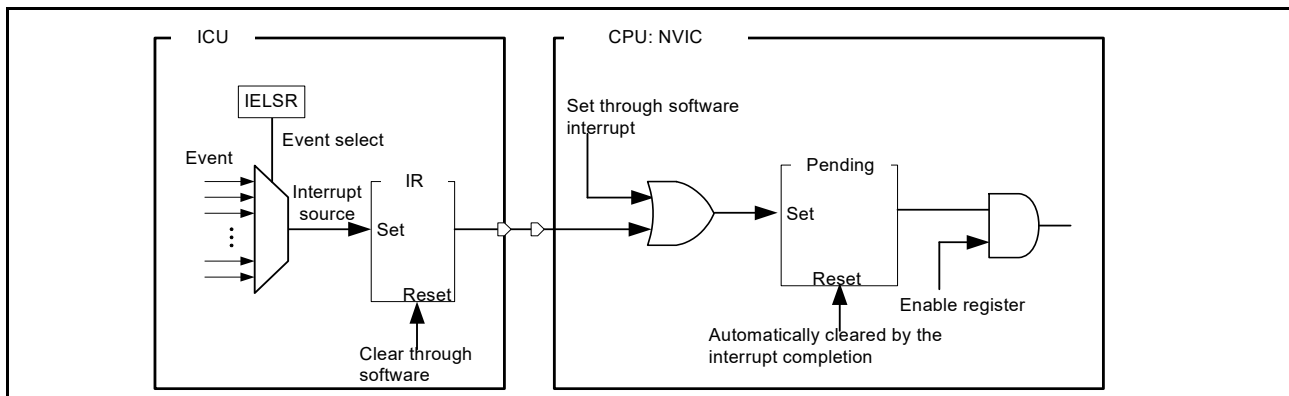 ICU
CPU: NVIC
IELSR
Event select
Event
Interrupt
source
IR
Set
Reset
Clear through
software
Set through software
interrupt
Pending
Set
Reset
Enable register
Automatically cleared by the
interrupt completion